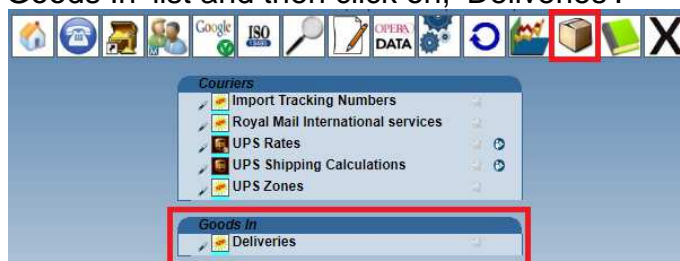 Goods In' list and then click on, 'Deliveries'.
Google
ISO
OPERA
DATA
Couriers
Import Tracking Numbers
Royal Mail International services
UPS Rates
UPS Shipping Calculations
UPS Zones
Goods In
Deliveries